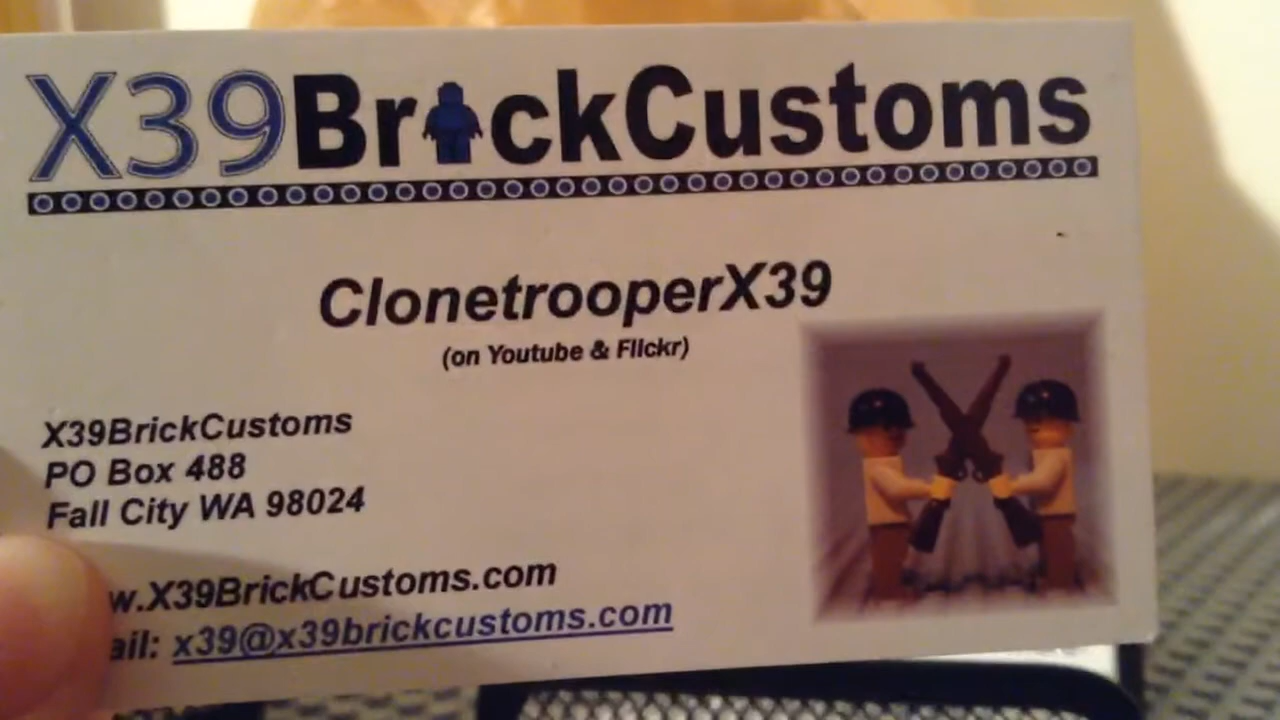 X39BrickCustoms
ClonetrooperX39
(on Youtube & Flickr)
X39BrickCustoms
PO Box 488
Fall City WA 98024
w.X39BrickCustoms.com
ail: x39@x39brickcustoms.com